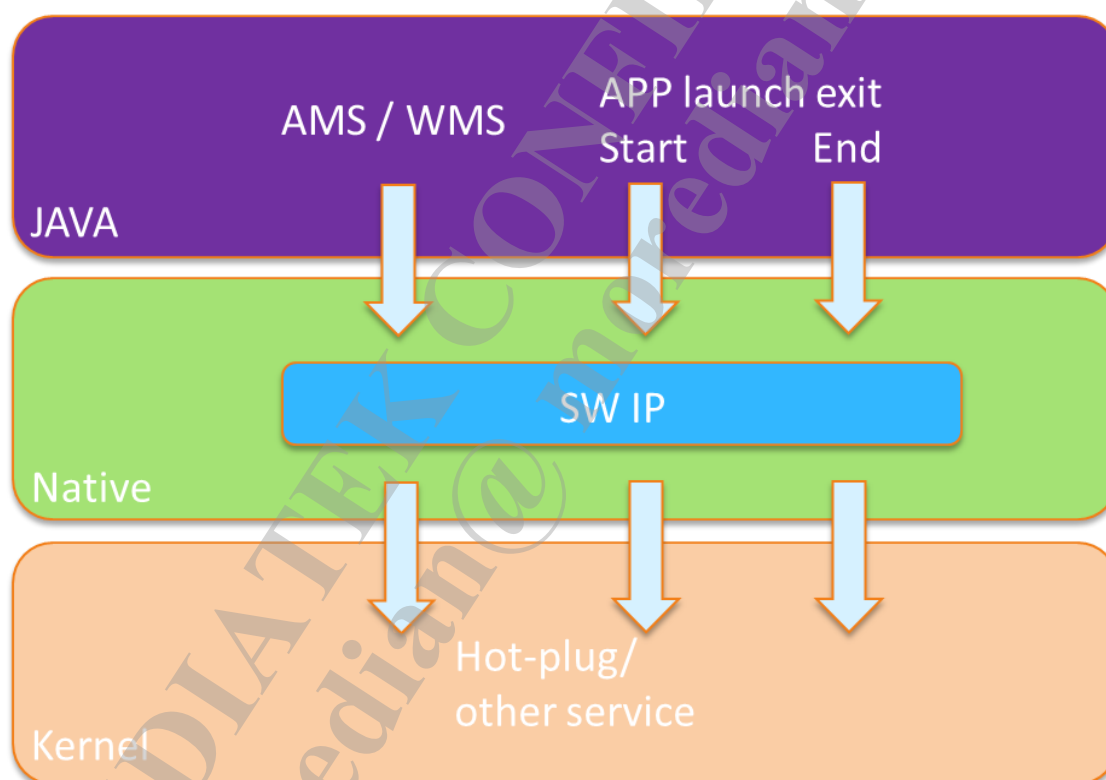 AMS / WMS
APP launch exit
Start End
JAVA
SW IP
Native
Hot-plug/
other service
Kernel